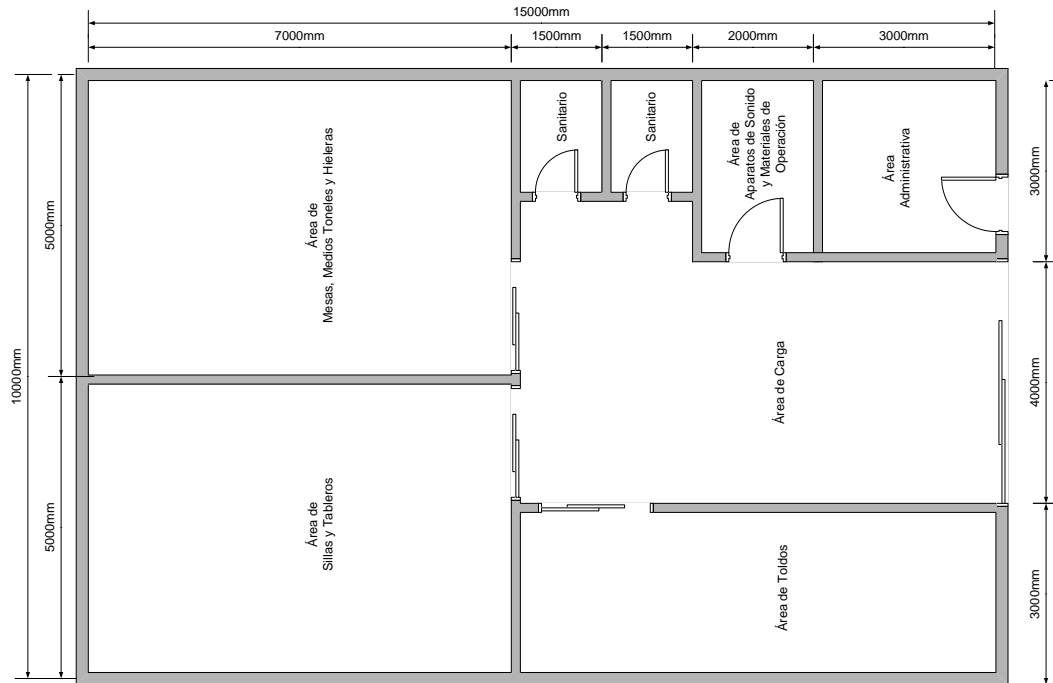 15000mm
7000mm
1500mm
1500mm
2000mm
3000mm
10000mm
5000mm
5000mm
3000mm
4000mm
3000mm
Área de
Mesas, Medios Toneles y Hieleras
Sanitario
Sanitario
Área de
Aparatos de Sonido
y Materiales de
Operación
Área
Administrativa
Área de Carga
Área de
Sillas y Tableros
Área de Toldos